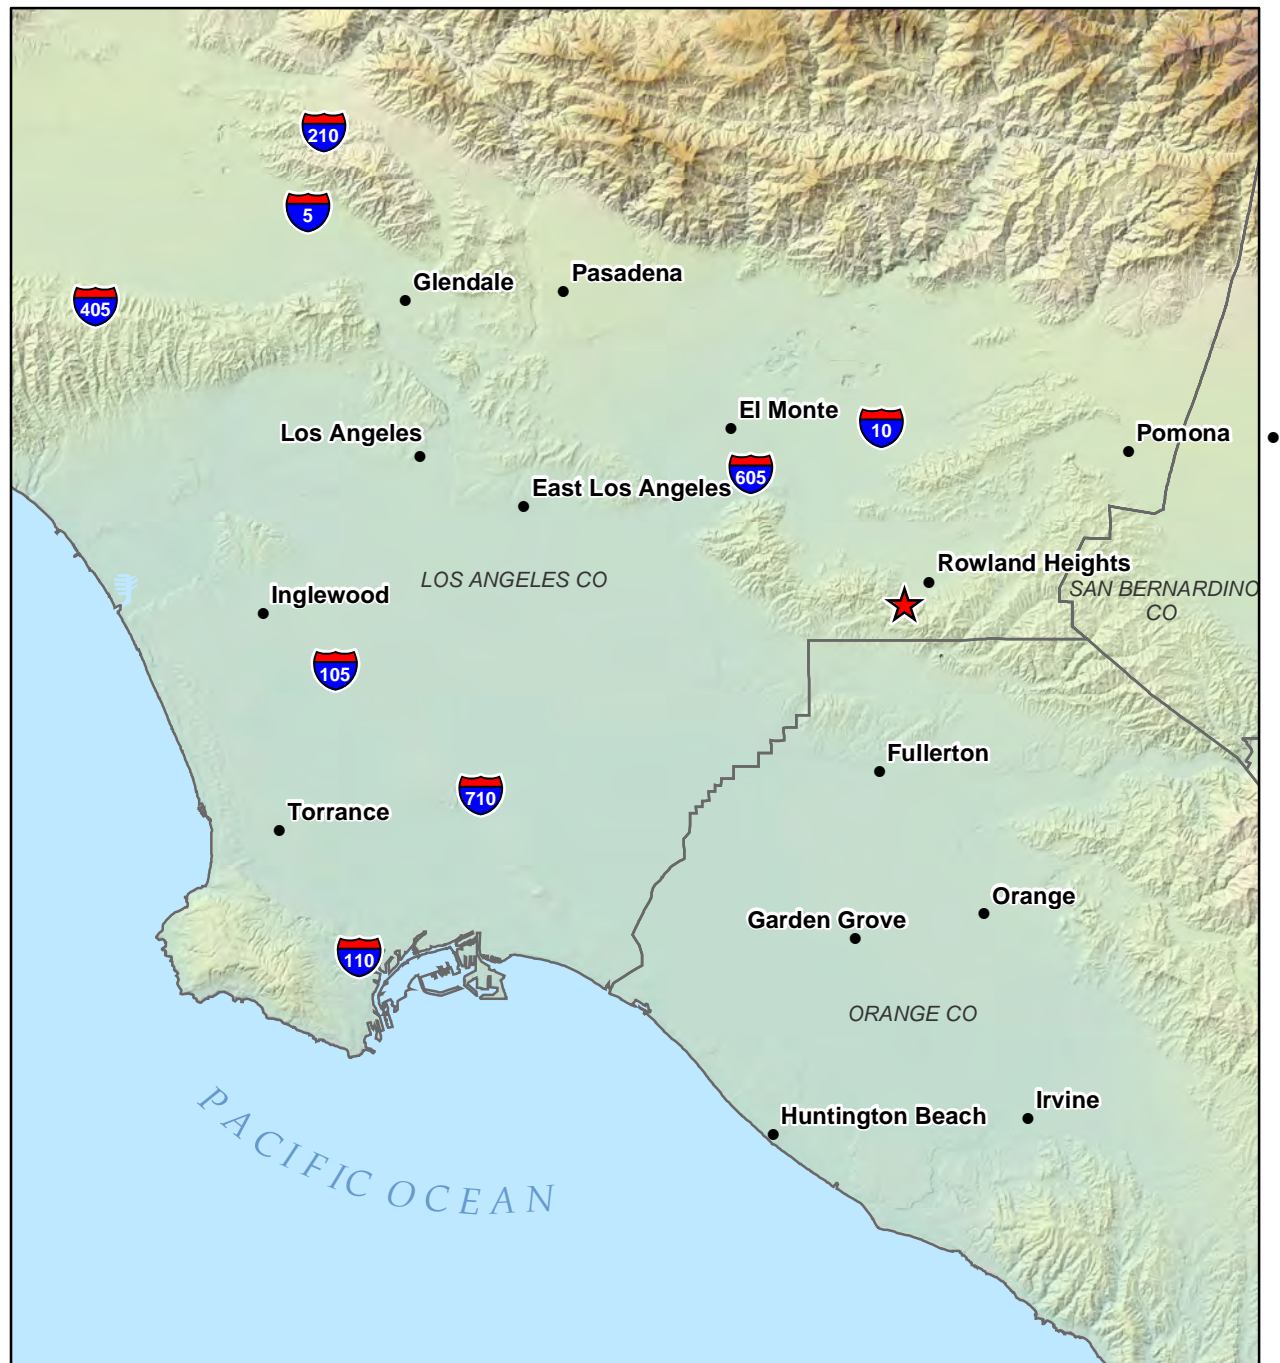 210
5
Pasadena
Glendale
405
El Monte
10
Los Angeles
Pomona
605
East Los Angeles
Rowland Heights
LOS ANGELES CO
SAN BERNARDINO
CO
Inglewood
105
Fullerton
710
Torrance
Orange
Garden Grove
110
ORANGE CO
Irvine
Huntington Beach
PACIFIC OCEAN